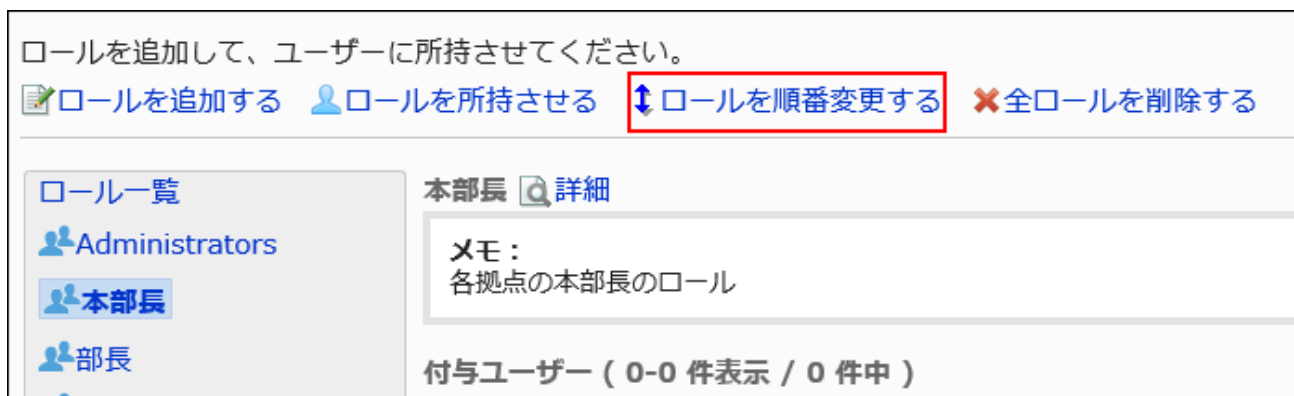 ロールを追加して、ユーザーに所持させてください。
ロールを追加する ロールを所持させる ロールを順番変更する 全ロールを削除する
ロール一覧
Administrators
本部長
部長
本部長 詳細
メモ：
各拠点の本部長のロール
付与ユーザー ( 0-0 件表示 / 0 件中 )